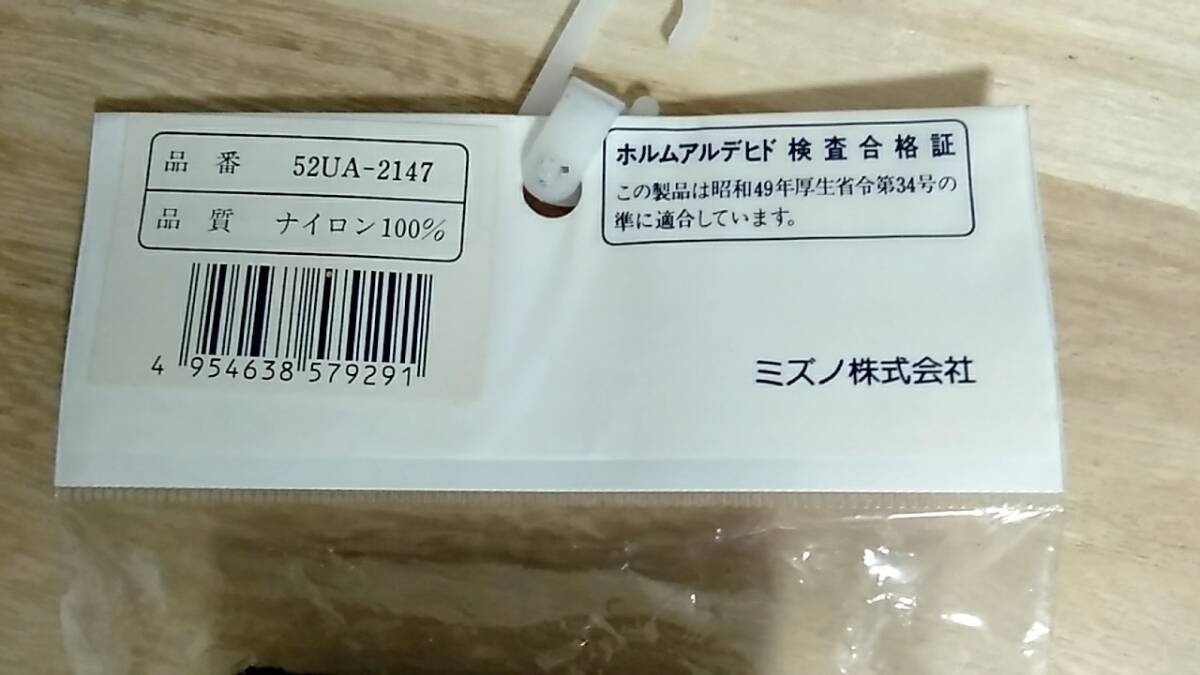 品番 52UA-2147
品質 ナイロン100%
4 954638 579291
ホルムアルデヒド 検査合格証
この製品は昭和49年厚生省令第34号の
準に適合しています。
ミズノ株式会社